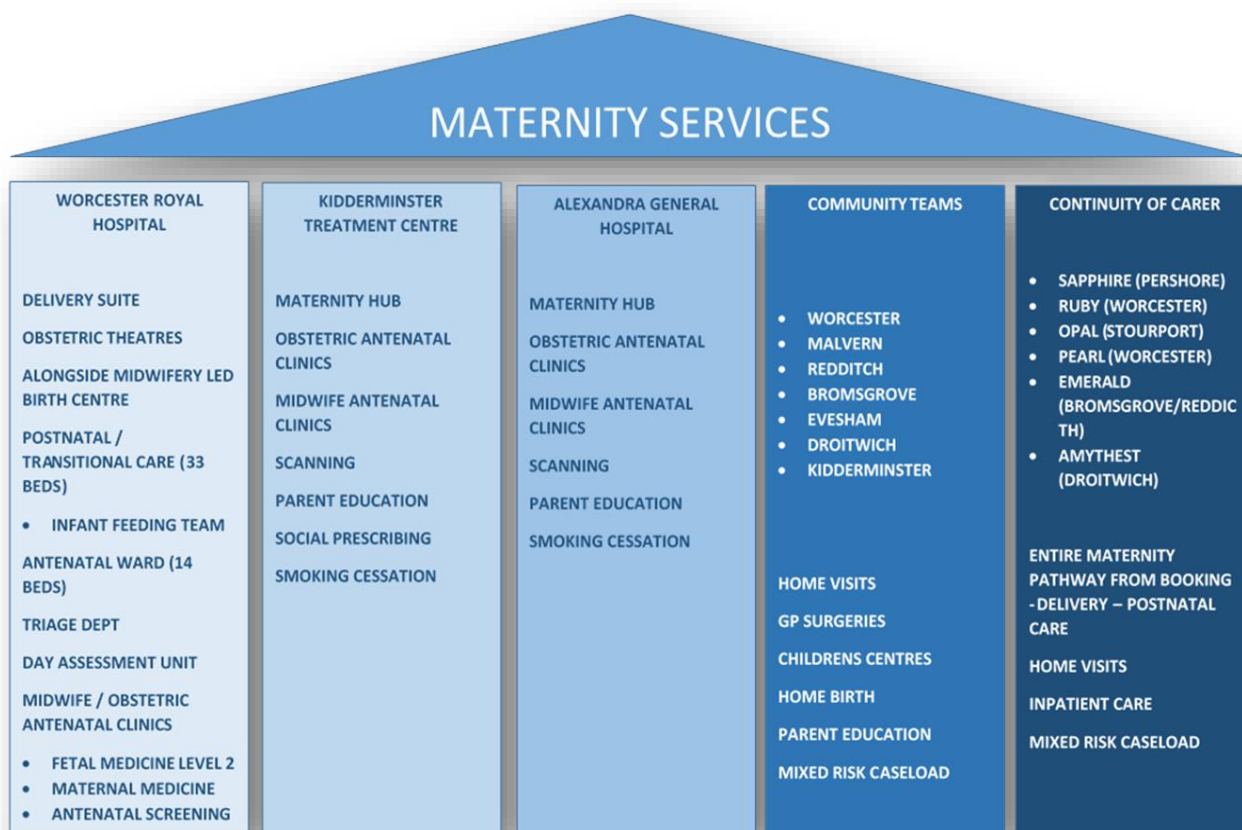 MATERNITY SERVICES
WORCESTER ROYAL
HOSPITAL
DELIVERY SUITE
OBSTETRIC THEATRES
ALONGSIDE MIDWIFERY LED
BIRTH CENTRE
POSTNATAL /
TRANSITIONAL CARE (33
BEDS)
• INFANT FEEDING TEAM
ANTENATAL WARD (14
BEDS)
TRIAGE DEPT
DAY ASSESSMENT UNIT
MIDWIFE / OBSTETRIC
ANTENATAL CLINICS
• FETAL MEDICINE LEVEL 2
• MATERNAL MEDICINE
• ANTENATAL SCREENING
KIDDERMINSTER
TREATMENT CENTRE
MATERNITY HUB
OBSTETRIC ANTENATAL
CLINICS
MIDWIFE ANTENATAL
CLINICS
SCANNING
PARENT EDUCATION
SOCIAL PRESCRIBING
SMOKING CESSATION
ALEXANDRA GENERAL
HOSPITAL
MATERNITY HUB
OBSTETRIC ANTENATAL
CLINICS
MIDWIFE ANTENATAL
CLINICS
SCANNING
PARENT EDUCATION
SMOKING CESSATION
COMMUNITY TEAMS
• WORCESTER
• MALVERN
• REDDITCH
• BROMSGROVE
• EVESHAM
• DROITWICH
• KIDDERMINSTER
HOME VISITS
GP SURGERIES
CHILDRENS CENTRES
HOME BIRTH
PARENT EDUCATION
MIXED RISK CASELOAD
CONTINUITY OF CARER
• SAPPHIRE (PERSHORE)
• RUBY (WORCESTER)
• OPAL (STOURPORT)
• PEARL (WORCESTER)
• EMERALD
(BROMSGROVE/REDDIC
TH)
• AMYTHEST
(DROITWICH)
ENTIRE MATERNITY
PATHWAY FROM BOOKING
- DELIVERY – POSTNATAL
CARE
HOME VISITS
INPATIENT CARE
MIXED RISK CASELOAD